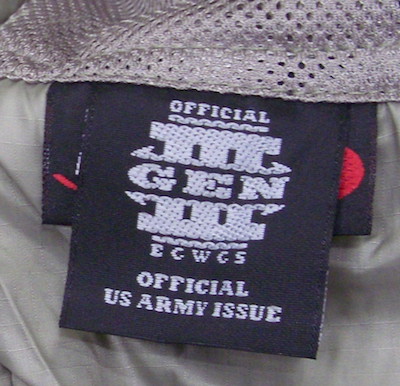 OFFICIAL
III
GEN
III
ECWCS
OFFICIAL
US ARMY ISSUE